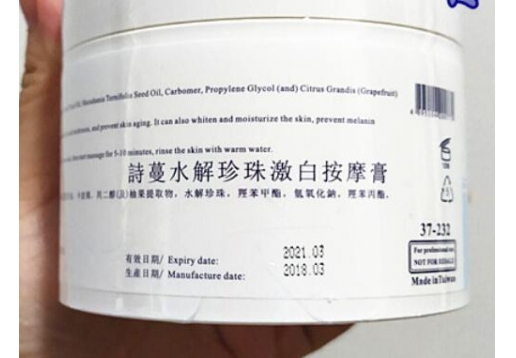 Macadamia Ternifolia Seed Oil, Carbomer, Propylene Glycol (and) Citrus Grandis (Grapefruit)
and prevent skin aging. It can also whiten and moisturize the skin, prevent melanin
massage for 5-10 minutes, rinse the skin with warm water.
詩蔓水解珍珠激白按摩膏
丙二醇(及)柚果提取物，水解珍珠，羥苯甲酯，氫氧化鈉，羥苯丙酯，
37-232
For professional use
NOT FOR RESALE
Made in Taiwan
有效日期/ Expiry date: 2021.03
生產日期/ Manufacture date: 2018.03